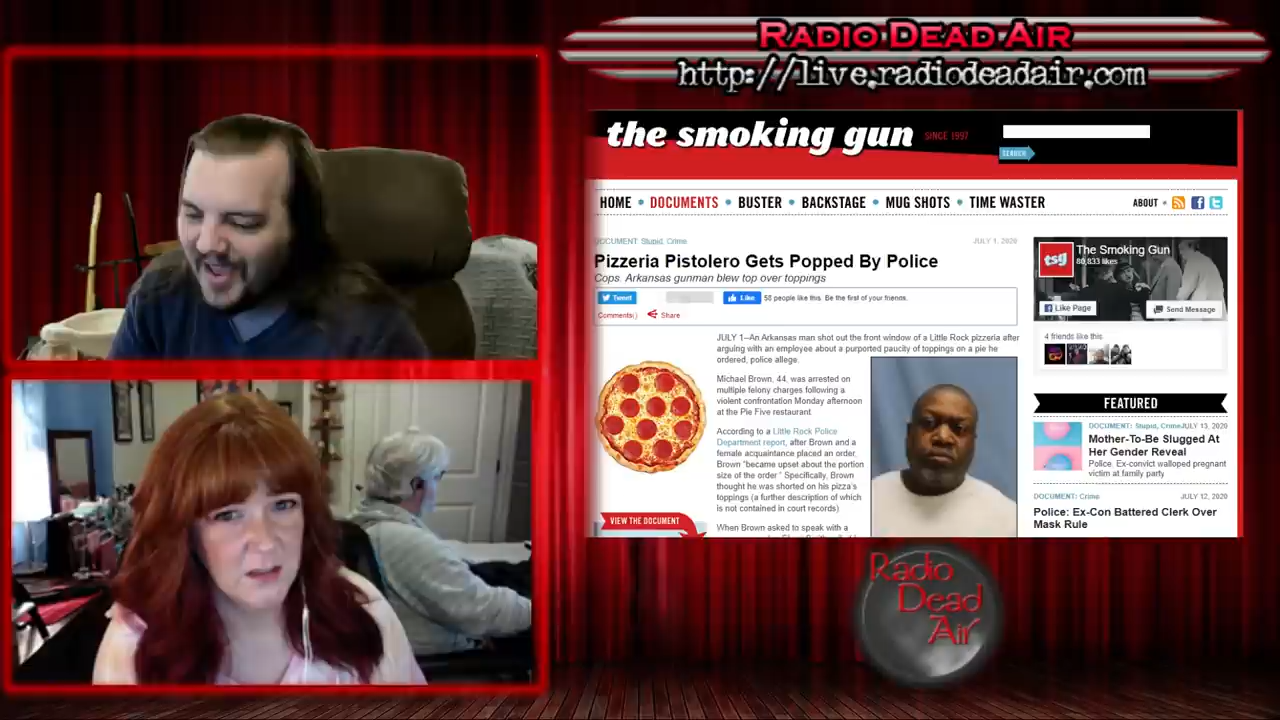 RADIO DEAD AIR
http://live.radiodeadair.com
the smoking gun SINCE 1997
SEARCH
HOME • DOCUMENTS • BUSTER • BACKSTAGE • MUG SHOTS • TIME WASTER
ABOUT •
DOCUMENT: Stupid, Crime
JULY 1, 2020
Pizzeria Pistolero Gets Popped By Police
Cops: Arkansas gunman blew top over toppings
Tweet
Like 58 people like this. Be the first of your friends.
Comments() Share
JULY 1--An Arkansas man shot out the front window of a Little Rock pizzeria after
arguing with an employee about a purported paucity of toppings on a pie he
ordered, police allege.
Michael Brown, 44, was arrested on
multiple felony charges following a
violent confrontation Monday afternoon
at the Pie Five restaurant.
According to a Little Rock Police
Department report, after Brown and a
female acquaintance placed an order,
Brown “became upset about the portion
size of the order.” Specifically, Brown
thought he was shorted on his pizza's
toppings (a further description of which
is not contained in court records)
When Brown asked to speak with a
VIEW THE DOCUMENT
tsg
The Smoking Gun
80,833 likes
Like Page
Send Message
4 friends like this
FEATURED
DOCUMENT: Stupid, Crime JULY 13, 2020
Mother-To-Be Slugged At
Her Gender Reveal
Police: Ex-convict walloped pregnant
victim at family party
DOCUMENT: Crime
JULY 12, 2020
Police: Ex-Con Battered Clerk Over
Mask Rule
Radio
Dead
Air